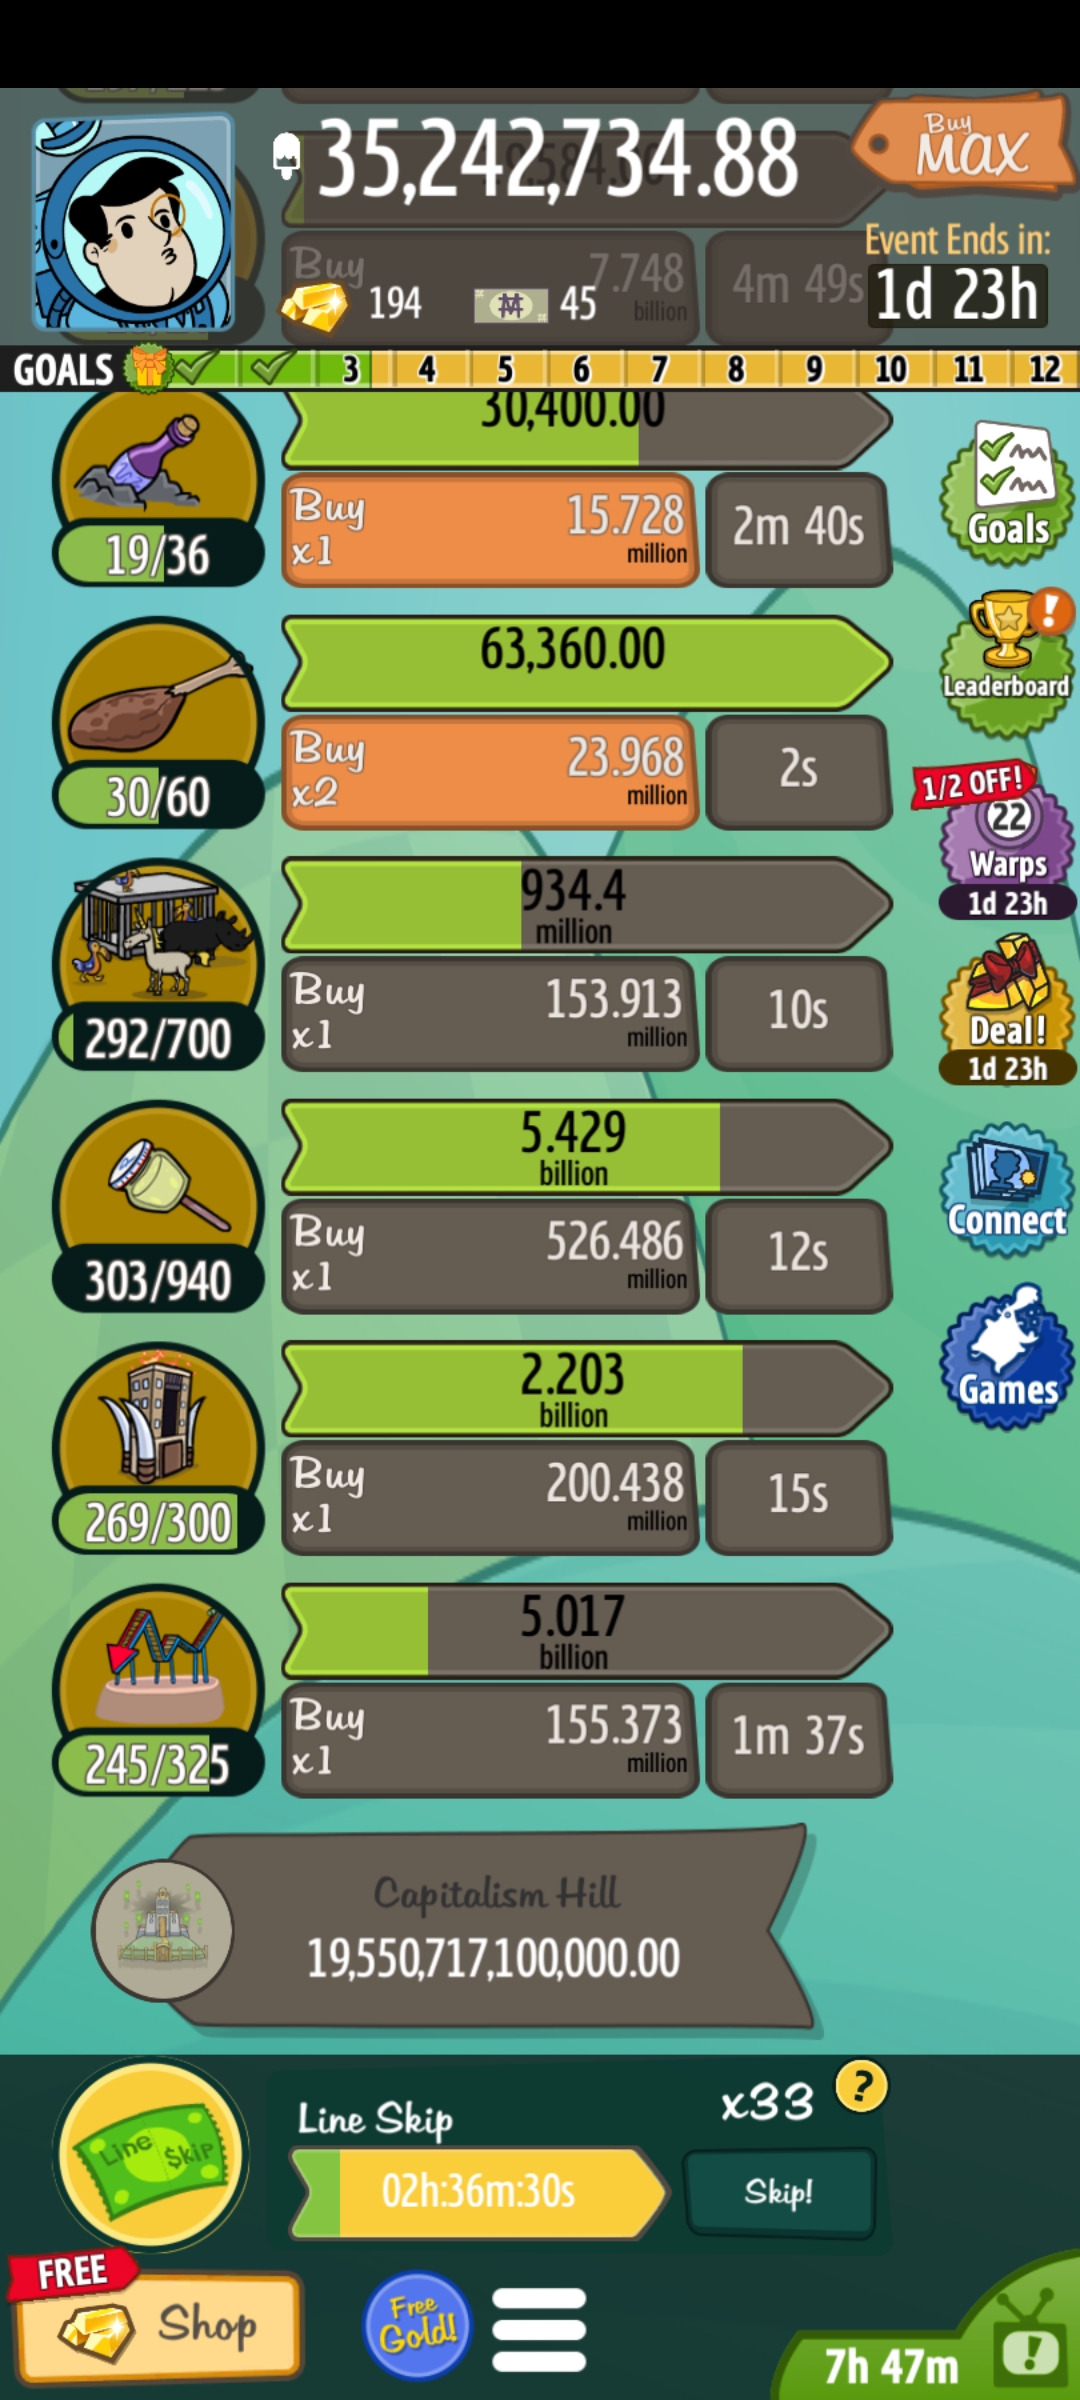 35,242,734.88
Buy
MAX
Event Ends in:
1d 23h
Buy
7.748
billion
4m 49s
194
45
GOALS
3
4
5
6
7
8
9
10
11
12
30,400.00
19/36
Buy
x1
15.728
million
2m 40s
Goals
63,360.00
30/60
Buy
x2
23.968
million
2s
Leaderboard
1/2 OFF!
22
Warps
1d 23h
934.4
million
292/700
Buy
x1
153.913
million
10s
Deal!
1d 23h
5.429
billion
303/940
Buy
x1
526.486
million
12s
Connect
2.203
billion
269/300
Buy
x1
200.438
million
15s
Games
5.017
billion
245/325
Buy
x1
155.373
million
1m 37s
Capitalism Hill
19,550,717,100,000.00
Line $kip
Line Skip
x33
?
02h:36m:30s
Skip!
FREE
Shop
Free
Gold!
7h 47m
!